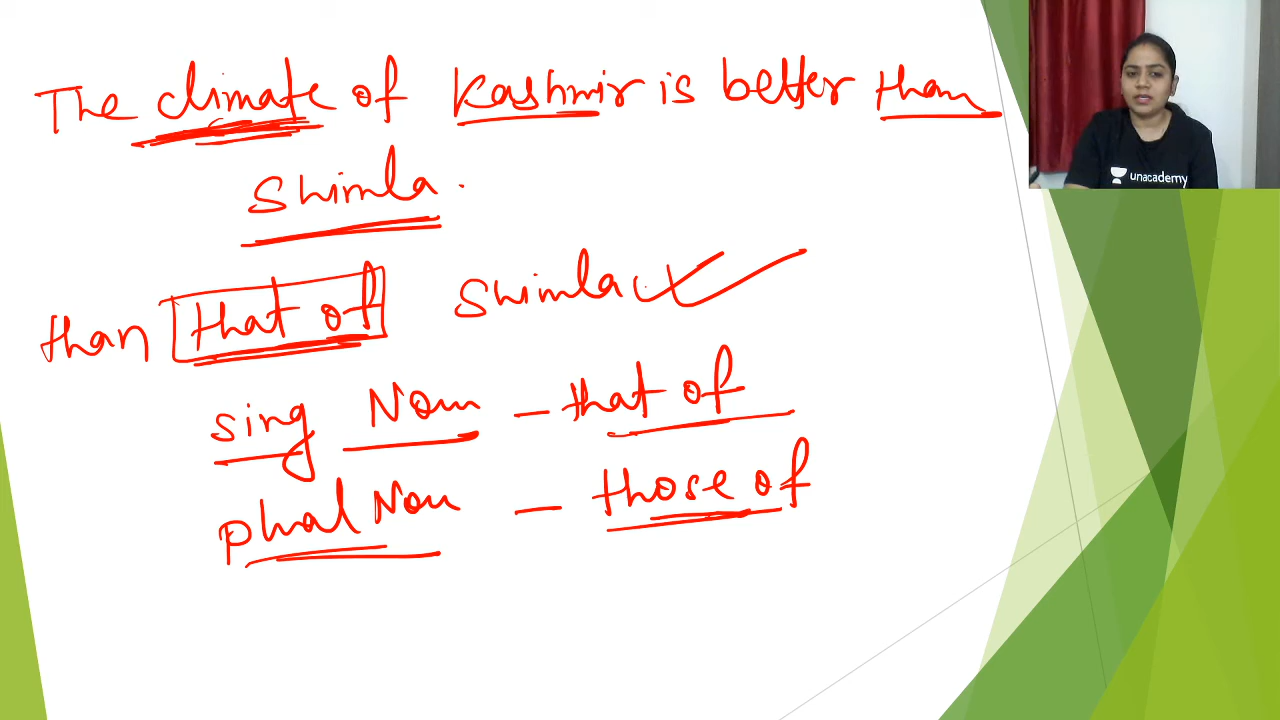 The climate of Kashmir is better than
Shimla.
than that of Shimla
sing Noun - that of
plural Noun - those of
unacademy